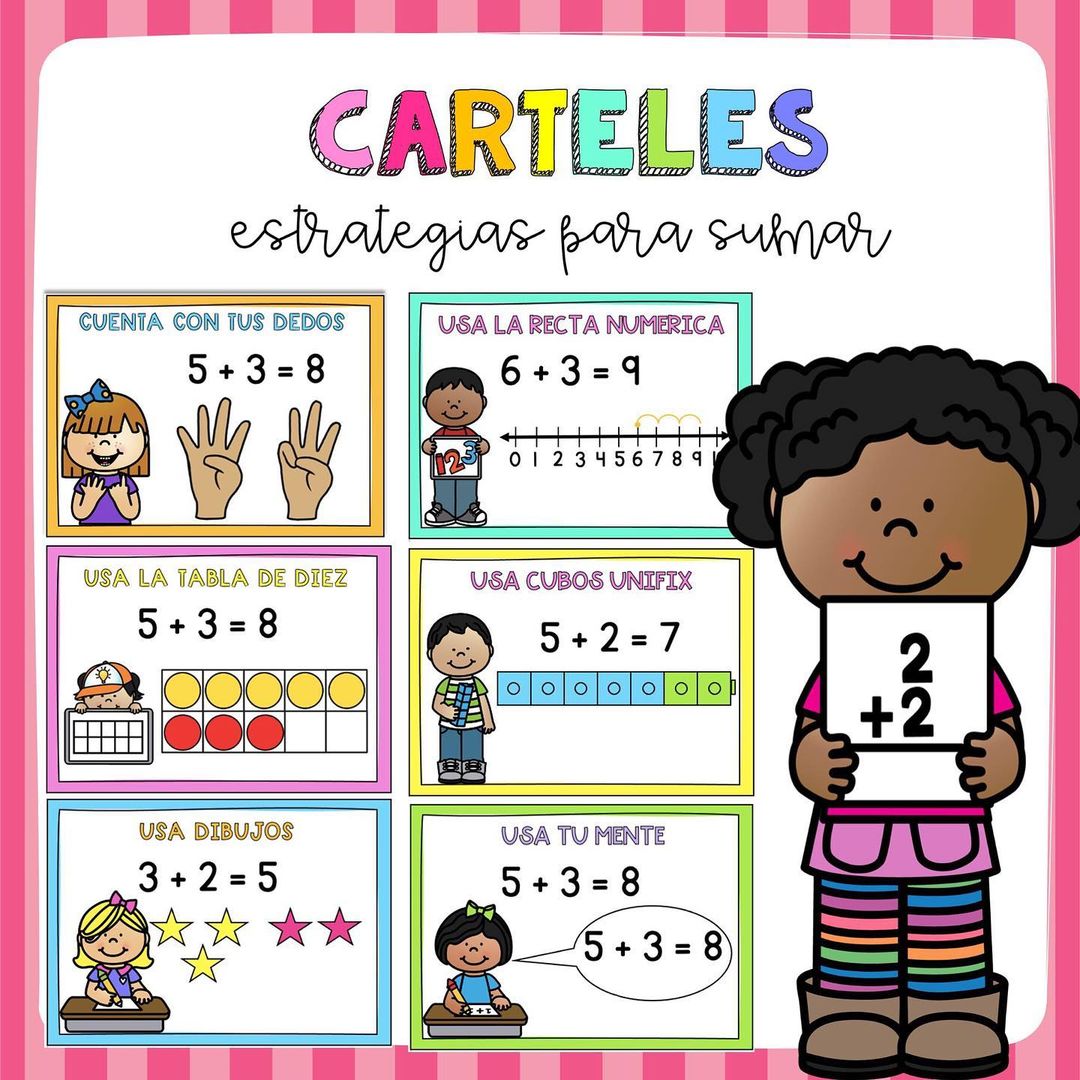 CARTELES
estrategias para sumar
CUENTA CON TUS DEDOS
5 + 3 = 8
USA LA RECTA NUMERICA
6 + 3 = 9
123
0 1 2 3 4 5 6 7 8 9
USA LA TABLA DE DIEZ
5 + 3 = 8
USA CUBOS UNIFIX
5 + 2 = 7
USA DIBUJOS
3 + 2 = 5
USA TU MENTE
5 + 3 = 8
5 + 3 = 8
2
+2